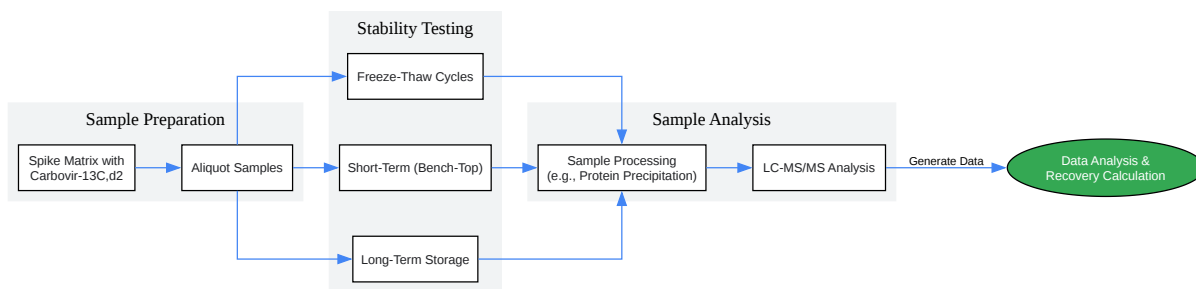 Sample Preparation
Spike Matrix with
Carbovir-13C,d2
Aliquot Samples
Stability Testing
Freeze-Thaw Cycles
Short-Term (Bench-Top)
Long-Term Storage
Sample Analysis
Sample Processing
(e.g., Protein Precipitation)
LC-MS/MS Analysis
Generate Data
Data Analysis &
Recovery Calculation